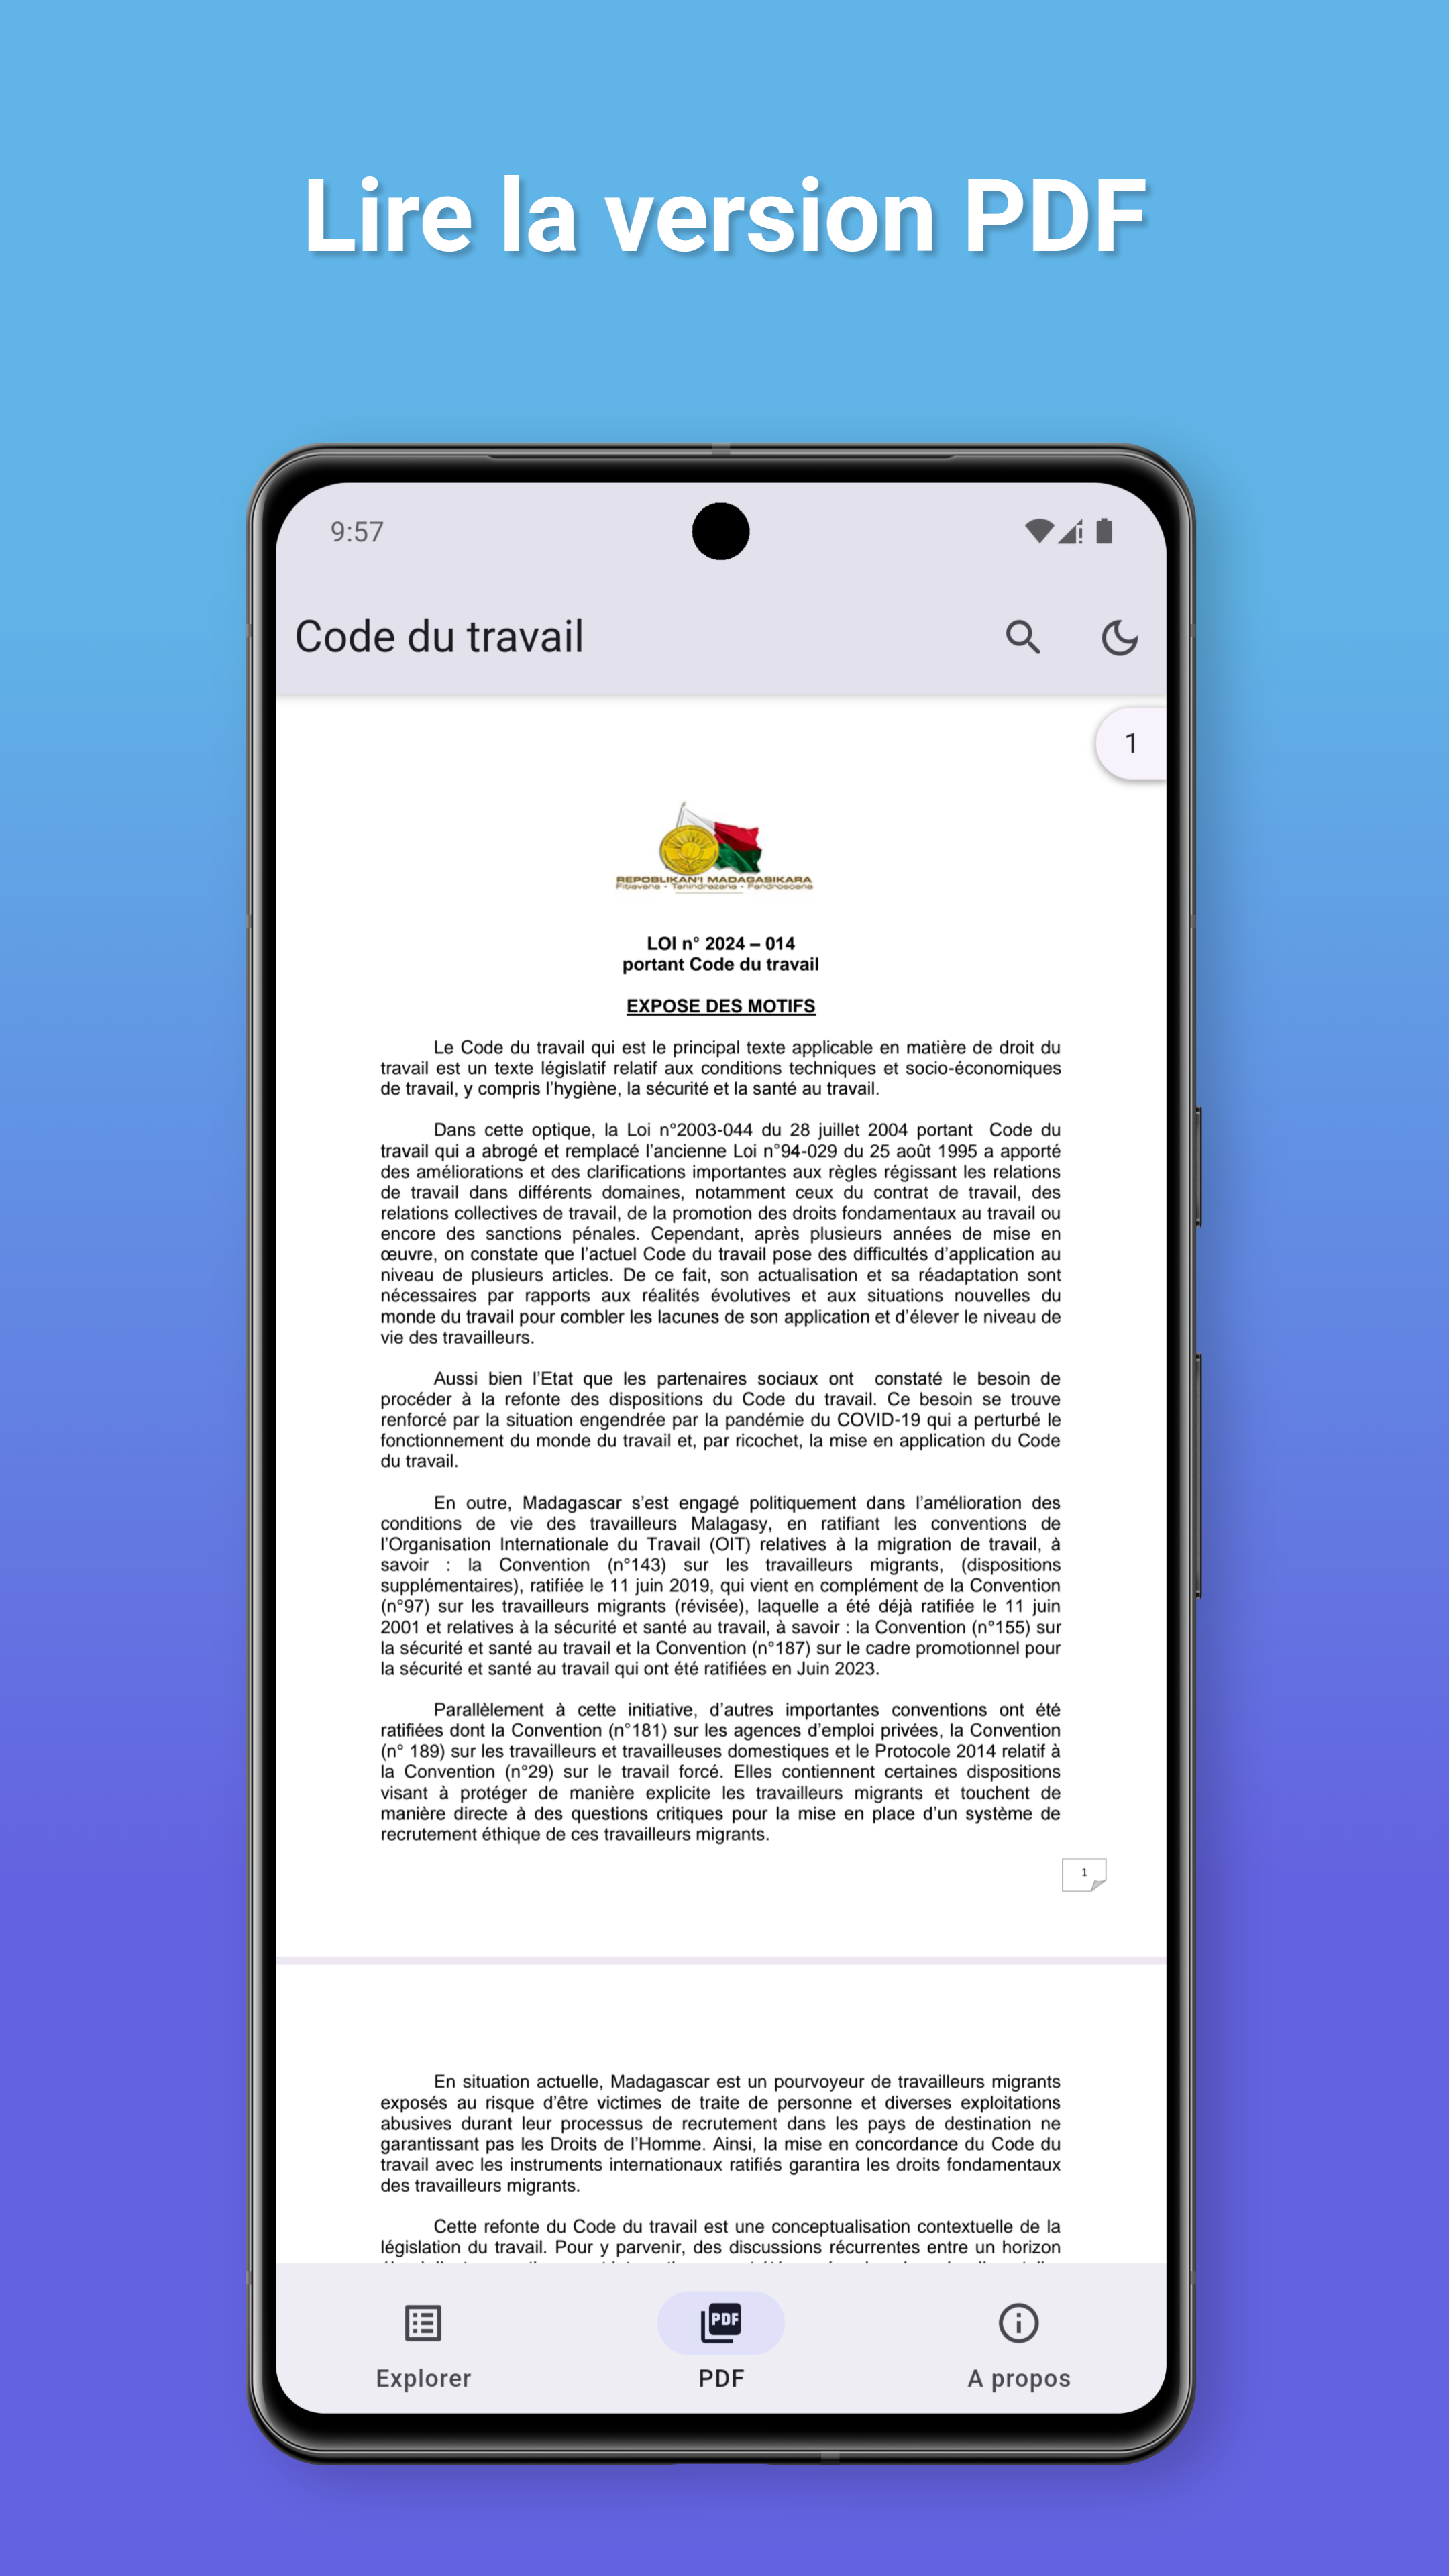 Lire la version PDF
9:57
Code du travail
1
REPOBLIKAN'I MADAGASIKARA
Fitiavana - Tanindrazana - Fandrosoana
LOI n° 2024 – 014
portant Code du travail
EXPOSE DES MOTIFS
Le Code du travail qui est le principal texte applicable en matière de droit du
travail est un texte législatif relatif aux conditions techniques et socio-économiques
de travail, y compris l'hygiène, la sécurité et la santé au travail.
Dans cette optique, la Loi n°2003-044 du 28 juillet 2004 portant Code du
travail qui a abrogé et remplacé l'ancienne Loi n°94-029 du 25 août 1995 a apporté
des améliorations et des clarifications importantes aux règles régissant les relations
de travail dans différents domaines, notamment ceux du contrat de travail, des
relations collectives de travail, de la promotion des droits fondamentaux au travail ou
encore des sanctions pénales. Cependant, après plusieurs années de mise en
œuvre, on constate que l'actuel Code du travail pose des difficultés d'application au
niveau de plusieurs articles. De ce fait, son actualisation et sa réadaptation sont
nécessaires par rapports aux réalités évolutives et aux situations nouvelles du
monde du travail pour combler les lacunes de son application et d'élever le niveau de
vie des travailleurs.
Aussi bien l'Etat que les partenaires sociaux ont constaté le besoin de
procéder à la refonte des dispositions du Code du travail. Ce besoin se trouve
renforcé par la situation engendrée par la pandémie du COVID-19 qui a perturbé le
fonctionnement du monde du travail et, par ricochet, la mise en application du Code
du travail.
En outre, Madagascar s'est engagé politiquement dans l'amélioration des
conditions de vie des travailleurs Malagasy, en ratifiant les conventions de
l'Organisation Internationale du Travail (OIT) relatives à la migration de travail, à
savoir : la Convention (n°143) sur les travailleurs migrants, (dispositions
supplémentaires), ratifiée le 11 juin 2019, qui vient en complément de la Convention
(n°97) sur les travailleurs migrants (révisée), laquelle a été déjà ratifiée le 11 juin
2001 et relatives à la sécurité et santé au travail, à savoir : la Convention (n°155) sur
la sécurité et santé au travail et la Convention (n°187) sur le cadre promotionnel pour
la sécurité et santé au travail qui ont été ratifiées en Juin 2023.
Parallèlement à cette initiative, d'autres importantes conventions ont été
ratifiées dont la Convention (n°181) sur les agences d'emploi privées, la Convention
(n° 189) sur les travailleurs et travailleuses domestiques et le Protocole 2014 relatif à
la Convention (n°29) sur le travail forcé. Elles contiennent certaines dispositions
visant à protéger de manière explicite les travailleurs migrants et touchent de
manière directe à des questions critiques pour la mise en place d'un système de
recrutement éthique de ces travailleurs migrants.
1
En situation actuelle, Madagascar est un pourvoyeur de travailleurs migrants
exposés au risque d'être victimes de traite de personne et diverses exploitations
abusives durant leur processus de recrutement dans les pays de destination ne
garantissant pas les Droits de l'Homme. Ainsi, la mise en concordance du Code du
travail avec les instruments internationaux ratifiés garantira les droits fondamentaux
des travailleurs migrants.
Cette refonte du Code du travail est une conceptualisation contextuelle de la
législation du travail. Pour y parvenir, des discussions récurrentes entre un horizon
PDF
Explorer
PDF
A propos